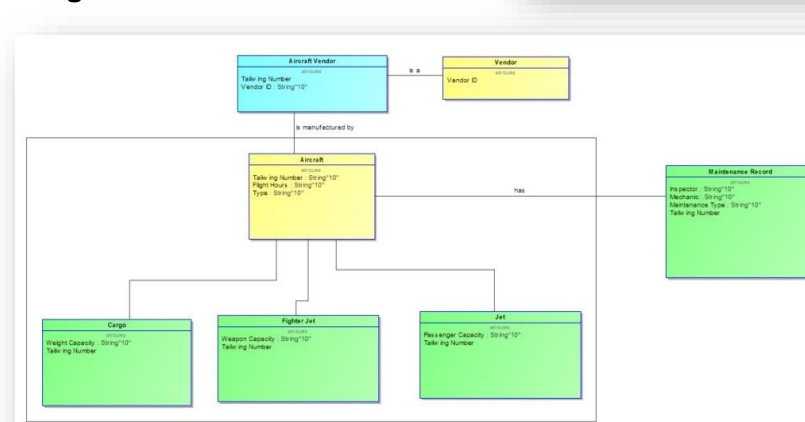 Aircraft Vendor
attributes
Tailwing Number
Vendor ID : String"10"
is a
Vendor
attributes
Vendor ID
is manufactured by
Aircraft
attributes
Tailwing Number : String"10"
Flight Hours : String"10"
Type : String"10"
has
Maintenance Record
attributes
Inspector : String"10"
Mechanic : String"10"
Maintenance Type : String"10"
Tailwing Number
Cargo
attributes
Weight Capacity : String"10"
Tailwing Number
Fighter Jet
attributes
Weapon Capacity : String"10"
Tailwing Number
Jet
attributes
Passenger Capacity : String"10"
Tailwing Number